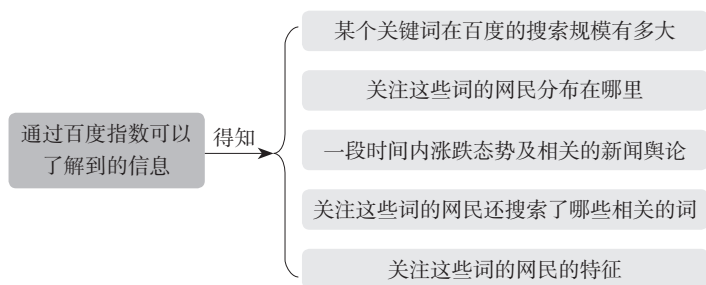 通过百度指数可以
了解到的信息
得知
某个关键词在百度的搜索规模有多大
关注这些词的网民分布在哪里
一段时间内涨跌态势及相关的新闻舆论
关注这些词的网民还搜索了哪些相关的词
关注这些词的网民的特征